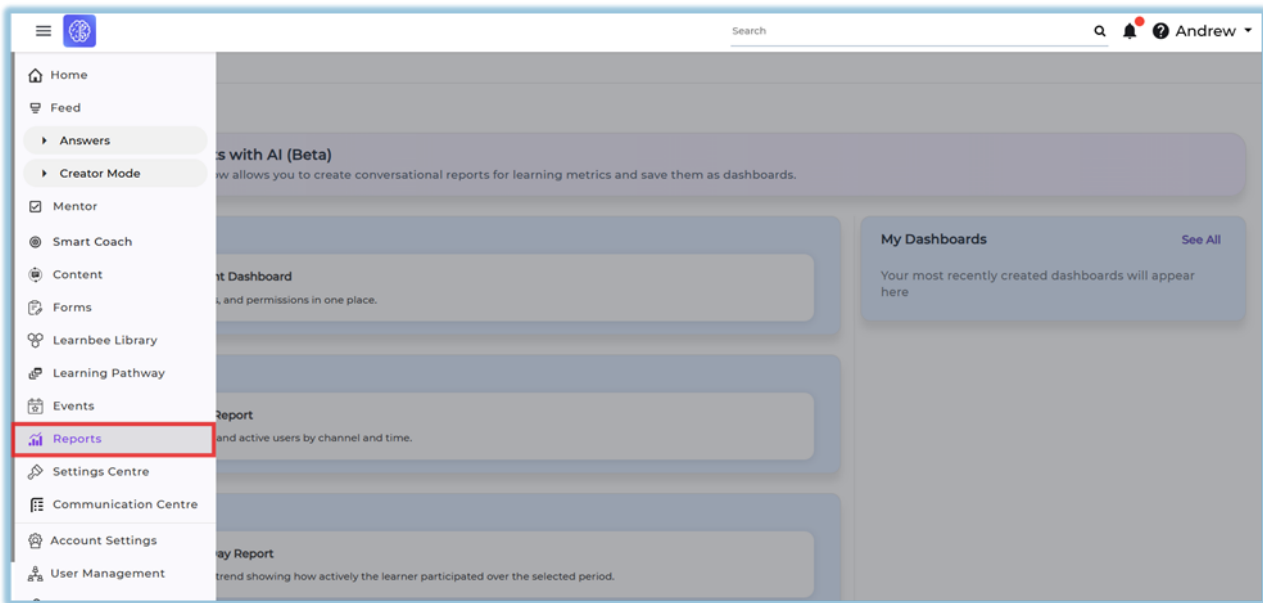 Search
Andrew
Home
Feed
Answers
Creator Mode
Mentor
Smart Coach
Content
Forms
Learnbee Library
Learning Pathway
Events
Reports
Settings Centre
Communication Centre
Account Settings
User Management
with AI (Beta)
allows you to create conversational reports for learning metrics and save them as dashboards.
Dashboard
and permissions in one place.
Report
and active users by channel and time.
Report
trend showing how actively the learner participated over the selected period.
My Dashboards
See All
Your most recently created dashboards will appear
here